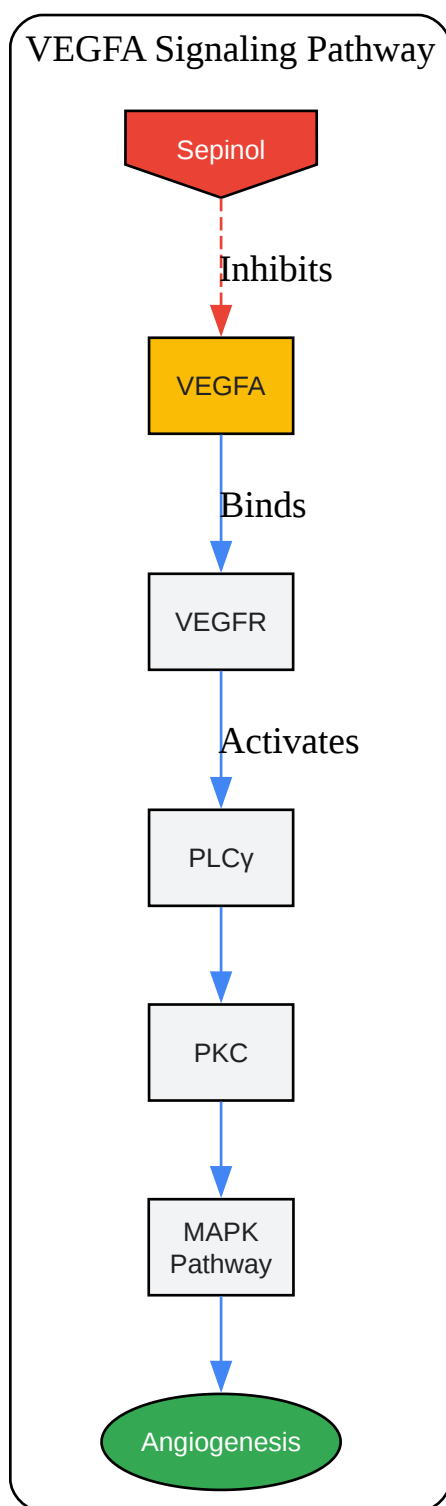 VEGFA Signaling Pathway
Sepinol
Inhibits
VEGFA
Binds
VEGFR
Activates
PLCγ
PKC
MAPK
Pathway
Angiogenesis